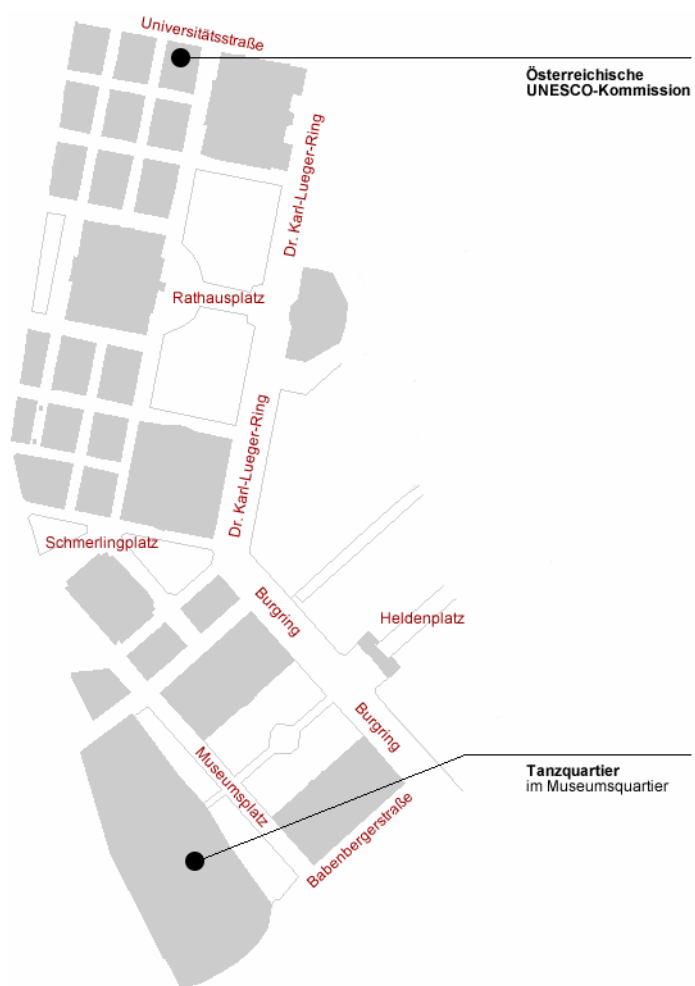 Universitätsstraße
Österreichische
UNESCO-Kommission
Dr. Karl-Lueger-Ring
Rathausplatz
Dr. Karl-Lueger-Ring
Schmerlingplatz
Burgring
Heldenplatz
Burgring
Museumsplatz
Tanzquartier
im Museumsquartier
Babenbergerstraße